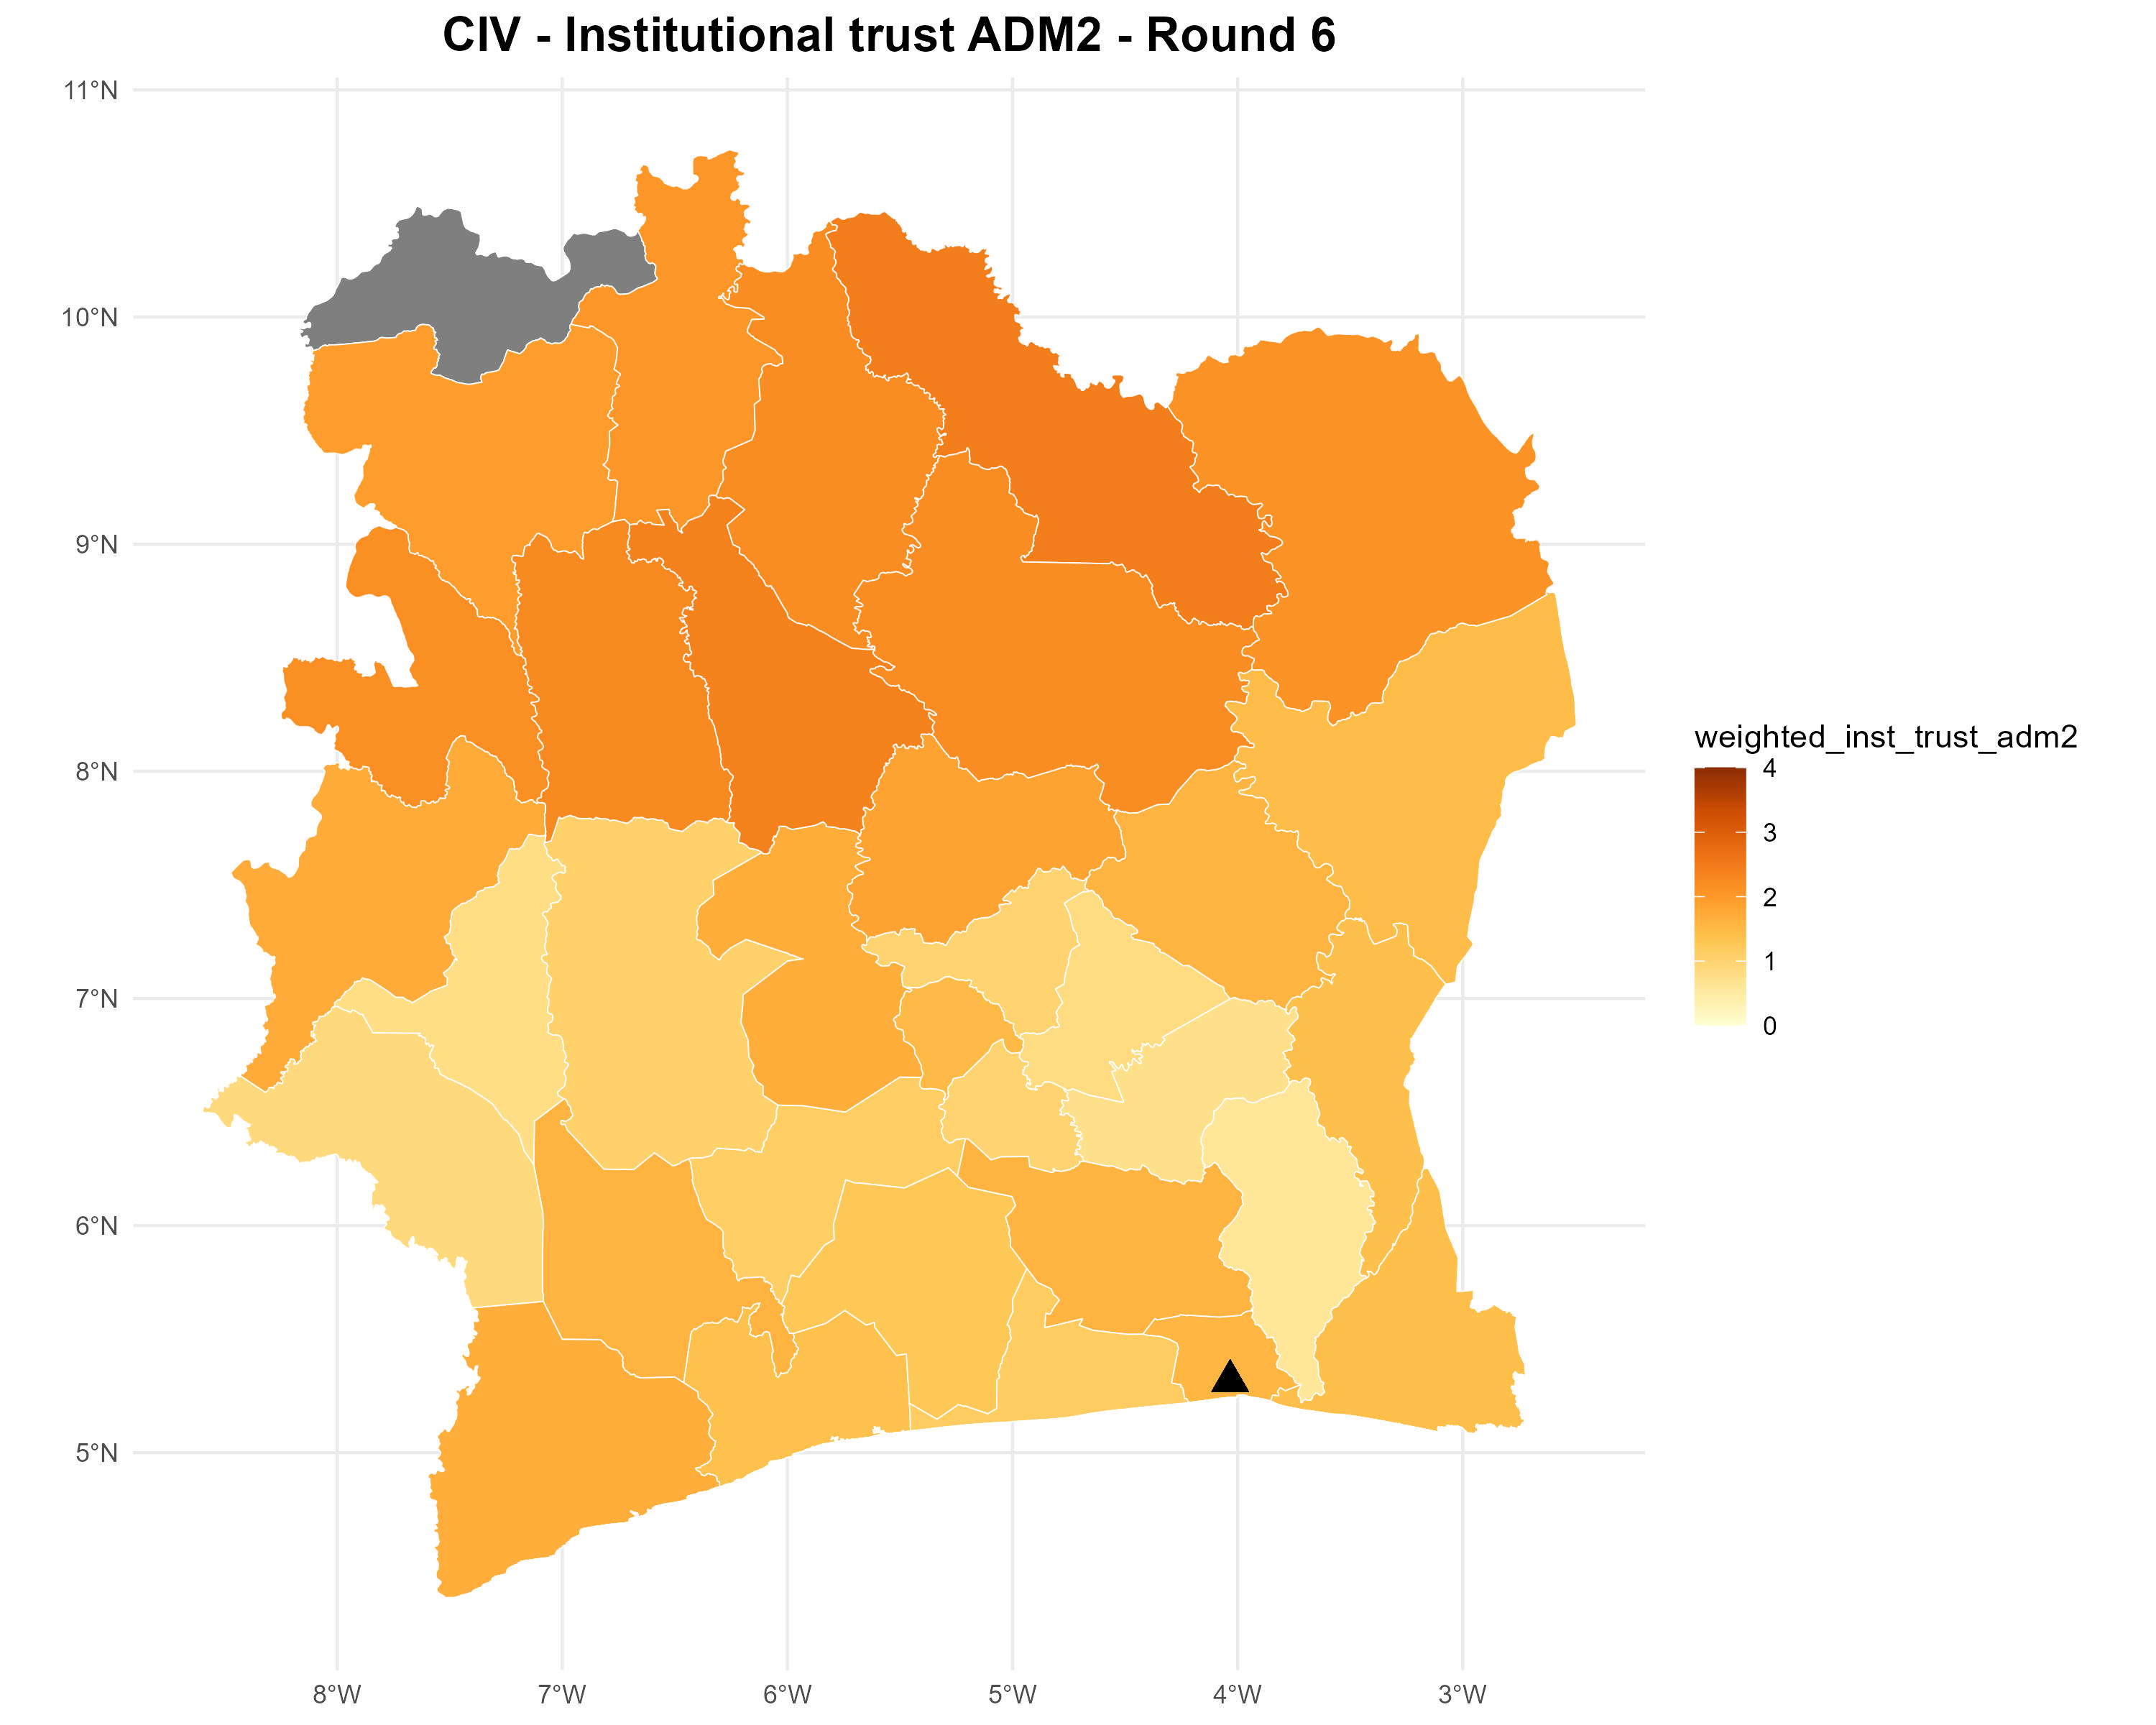 CIV - Institutional trust ADM2 - Round 6
11°N
10°N
9°N
8°N
7°N
6°N
5°N
8°W
7°W
6°W
5°W
4°W
3°W
weighted_inst_trust_adm2
4
3
2
1
0